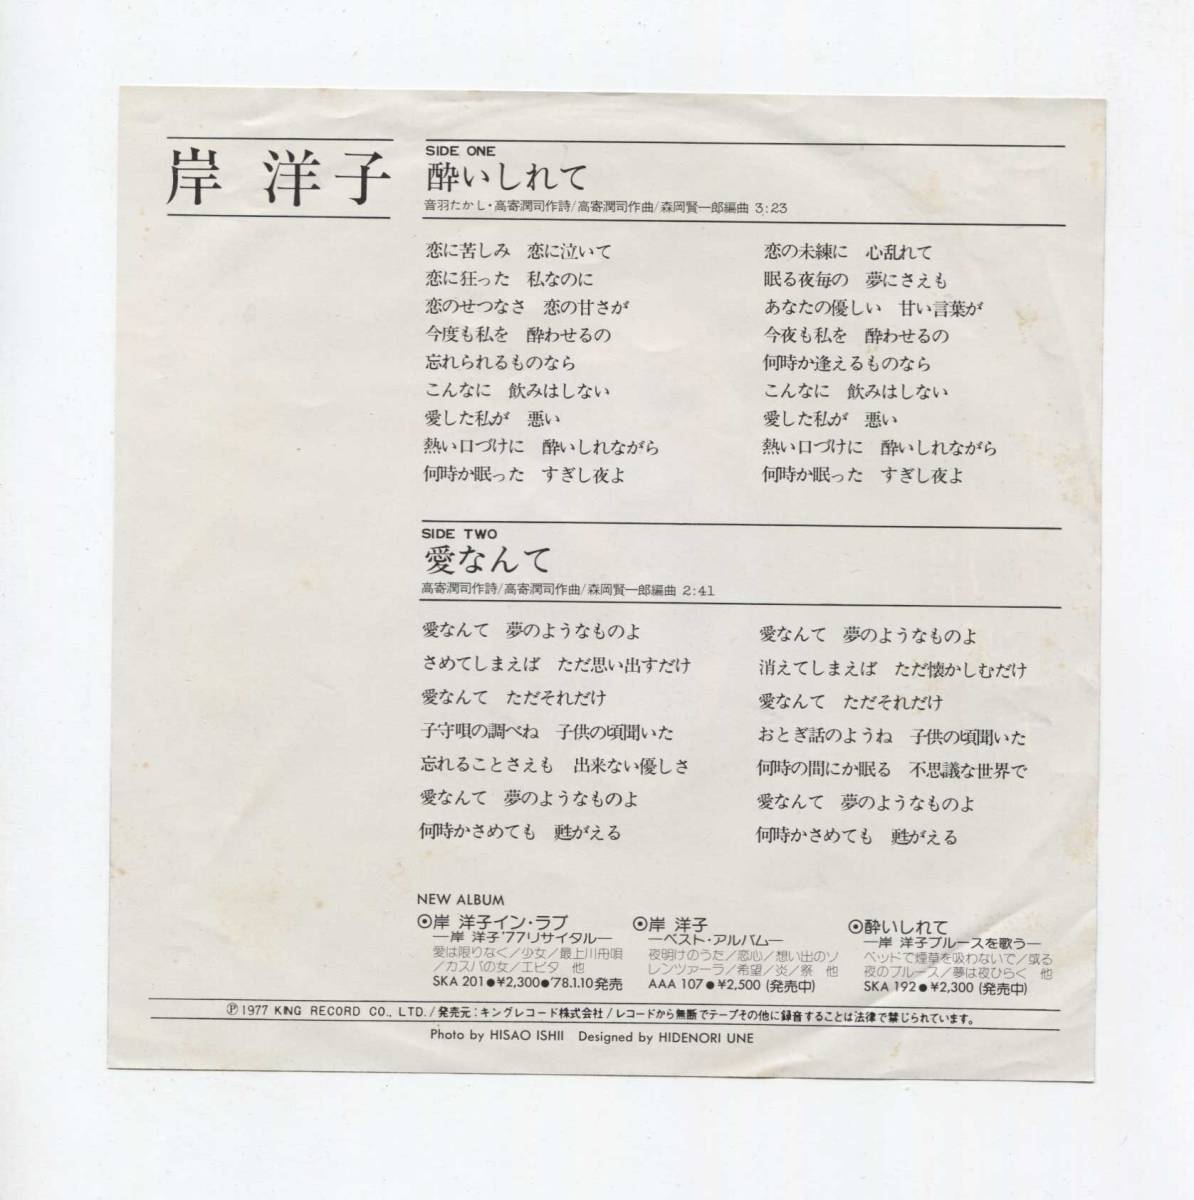 岸 洋子
SIDE ONE
酔いしれて
音羽たかし・高寄潤司作詩/高寄潤司作曲/森岡賢一郎編曲 3:23
恋に苦しみ 恋に泣いて
恋に狂った 私なのに
恋のせつなさ 恋の甘さが
今度も私を 酔わせるの
忘れられるものなら
こんなに 飲みはしない
愛した私が 悪い
熱い口づけに 酔いしれながら
何時か眠った すぎし夜よ
恋の未練に 心乱れて
眠る夜毎の 夢にさえも
あなたの優しい 甘い言葉が
今夜も私を 酔わせるの
何時か逢えるものなら
こんなに 飲みはしない
愛した私が 悪い
熱い口づけに 酔いしれながら
何時か眠った すぎし夜よ
SIDE TWO
愛なんて
高寄潤司作詩/高寄潤司作曲/森岡賢一郎編曲 2:41
愛なんて 夢のようなものよ
さめてしまえば ただ思い出すだけ
愛なんて ただそれだけ
子守唄の調べね 子供の頃聞いた
忘れることさえも 出来ない優しさ
愛なんて 夢のようなものよ
何時かさめても 甦がえる
愛なんて 夢のようなものよ
消えてしまえば ただ懐かしむだけ
愛なんて ただそれだけ
おとぎ話のようね 子供の頃聞いた
何時の間にか眠る 不思議な世界で
愛なんて 夢のようなものよ
何時かさめても 甦がえる
NEW ALBUM
◉岸 洋子イン・ラブ
—岸 洋子'77リサイタル—
愛は限りなく／少女／最上川舟唄
／カスバの女／エピタ 他
SKA 201●¥2,300●'78.1.10発売
◉岸 洋子
—ベスト・アルバム—
夜明けのうた／恋心／想い出のソ
レンツァーラ／希望／炎／祭 他
AAA 107●¥2,500(発売中)
◉酔いしれて
—岸 洋子ブルースを歌う—
ベッドで煙草を吸わないで／或る
夜のブルース／夢は夜ひらく 他
SKA 192●¥2,300(発売中)
Ⓟ1977 KING RECORD CO., LTD./発売元：キングレコード株式会社/レコードから無断でテープその他に録音することは法律で禁じられています。
Photo by HISAO ISHII Designed by HIDENORI UNE